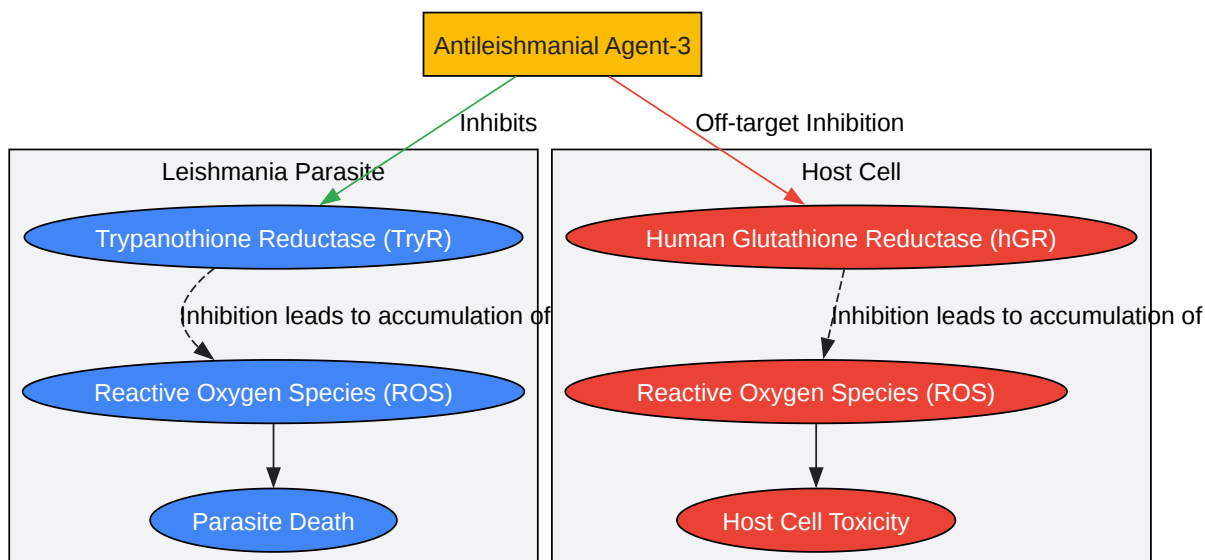 Antileishmanial Agent-3
Inhibits
Off-target Inhibition
Leishmania Parasite
Host Cell
Trypanothione Reductase (TryR)
Human Glutathione Reductase (hGR)
Inhibition leads to accumulation of
Inhibition leads to accumulation of
Reactive Oxygen Species (ROS)
Reactive Oxygen Species (ROS)
Parasite Death
Host Cell Toxicity